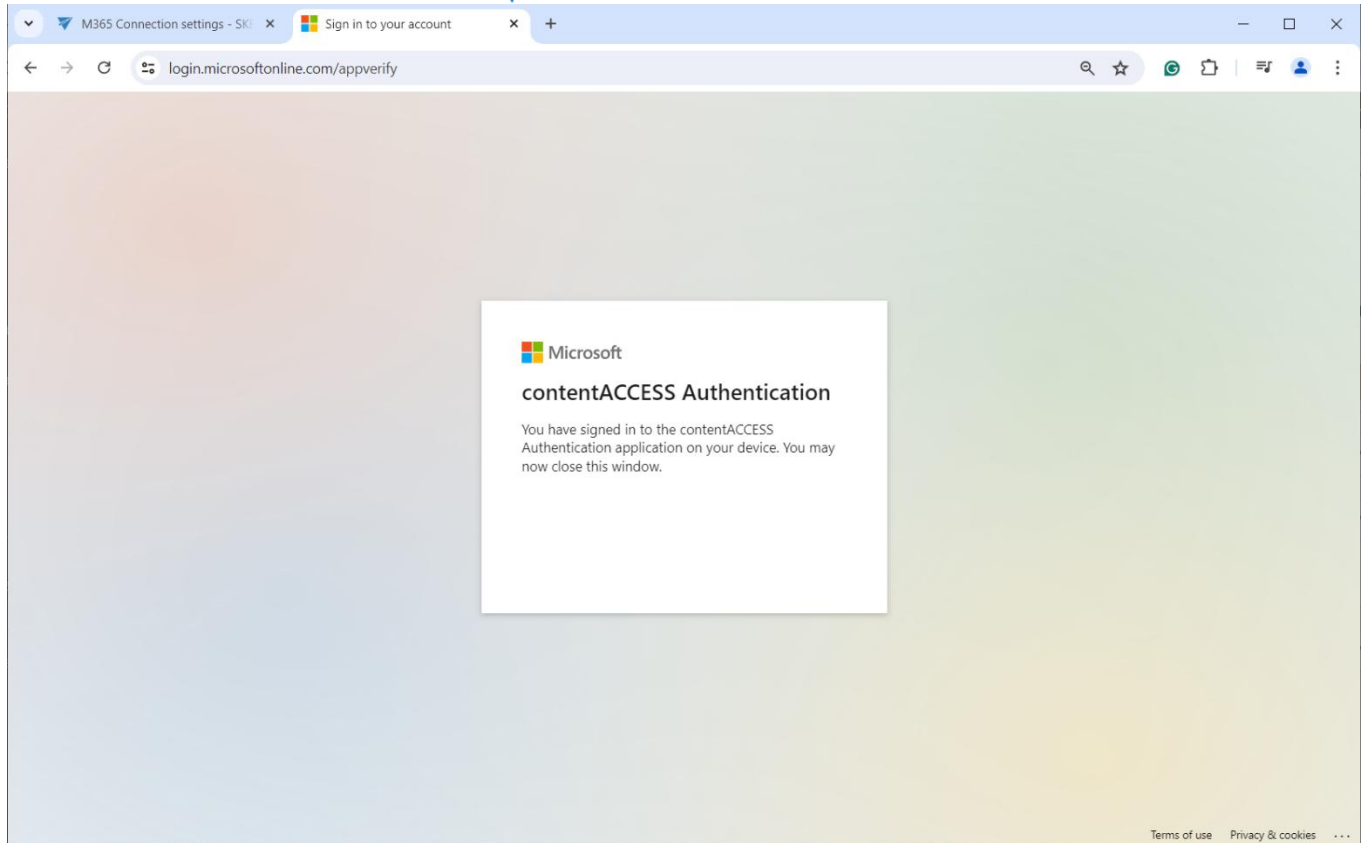 M365 Connection settings - SK
Sign in to your account
login.microsoftonline.com/appverify
Microsoft
contentACCESS Authentication
You have signed in to the contentACCESS
Authentication application on your device. You may
now close this window.
Terms of use Privacy & cookies ...